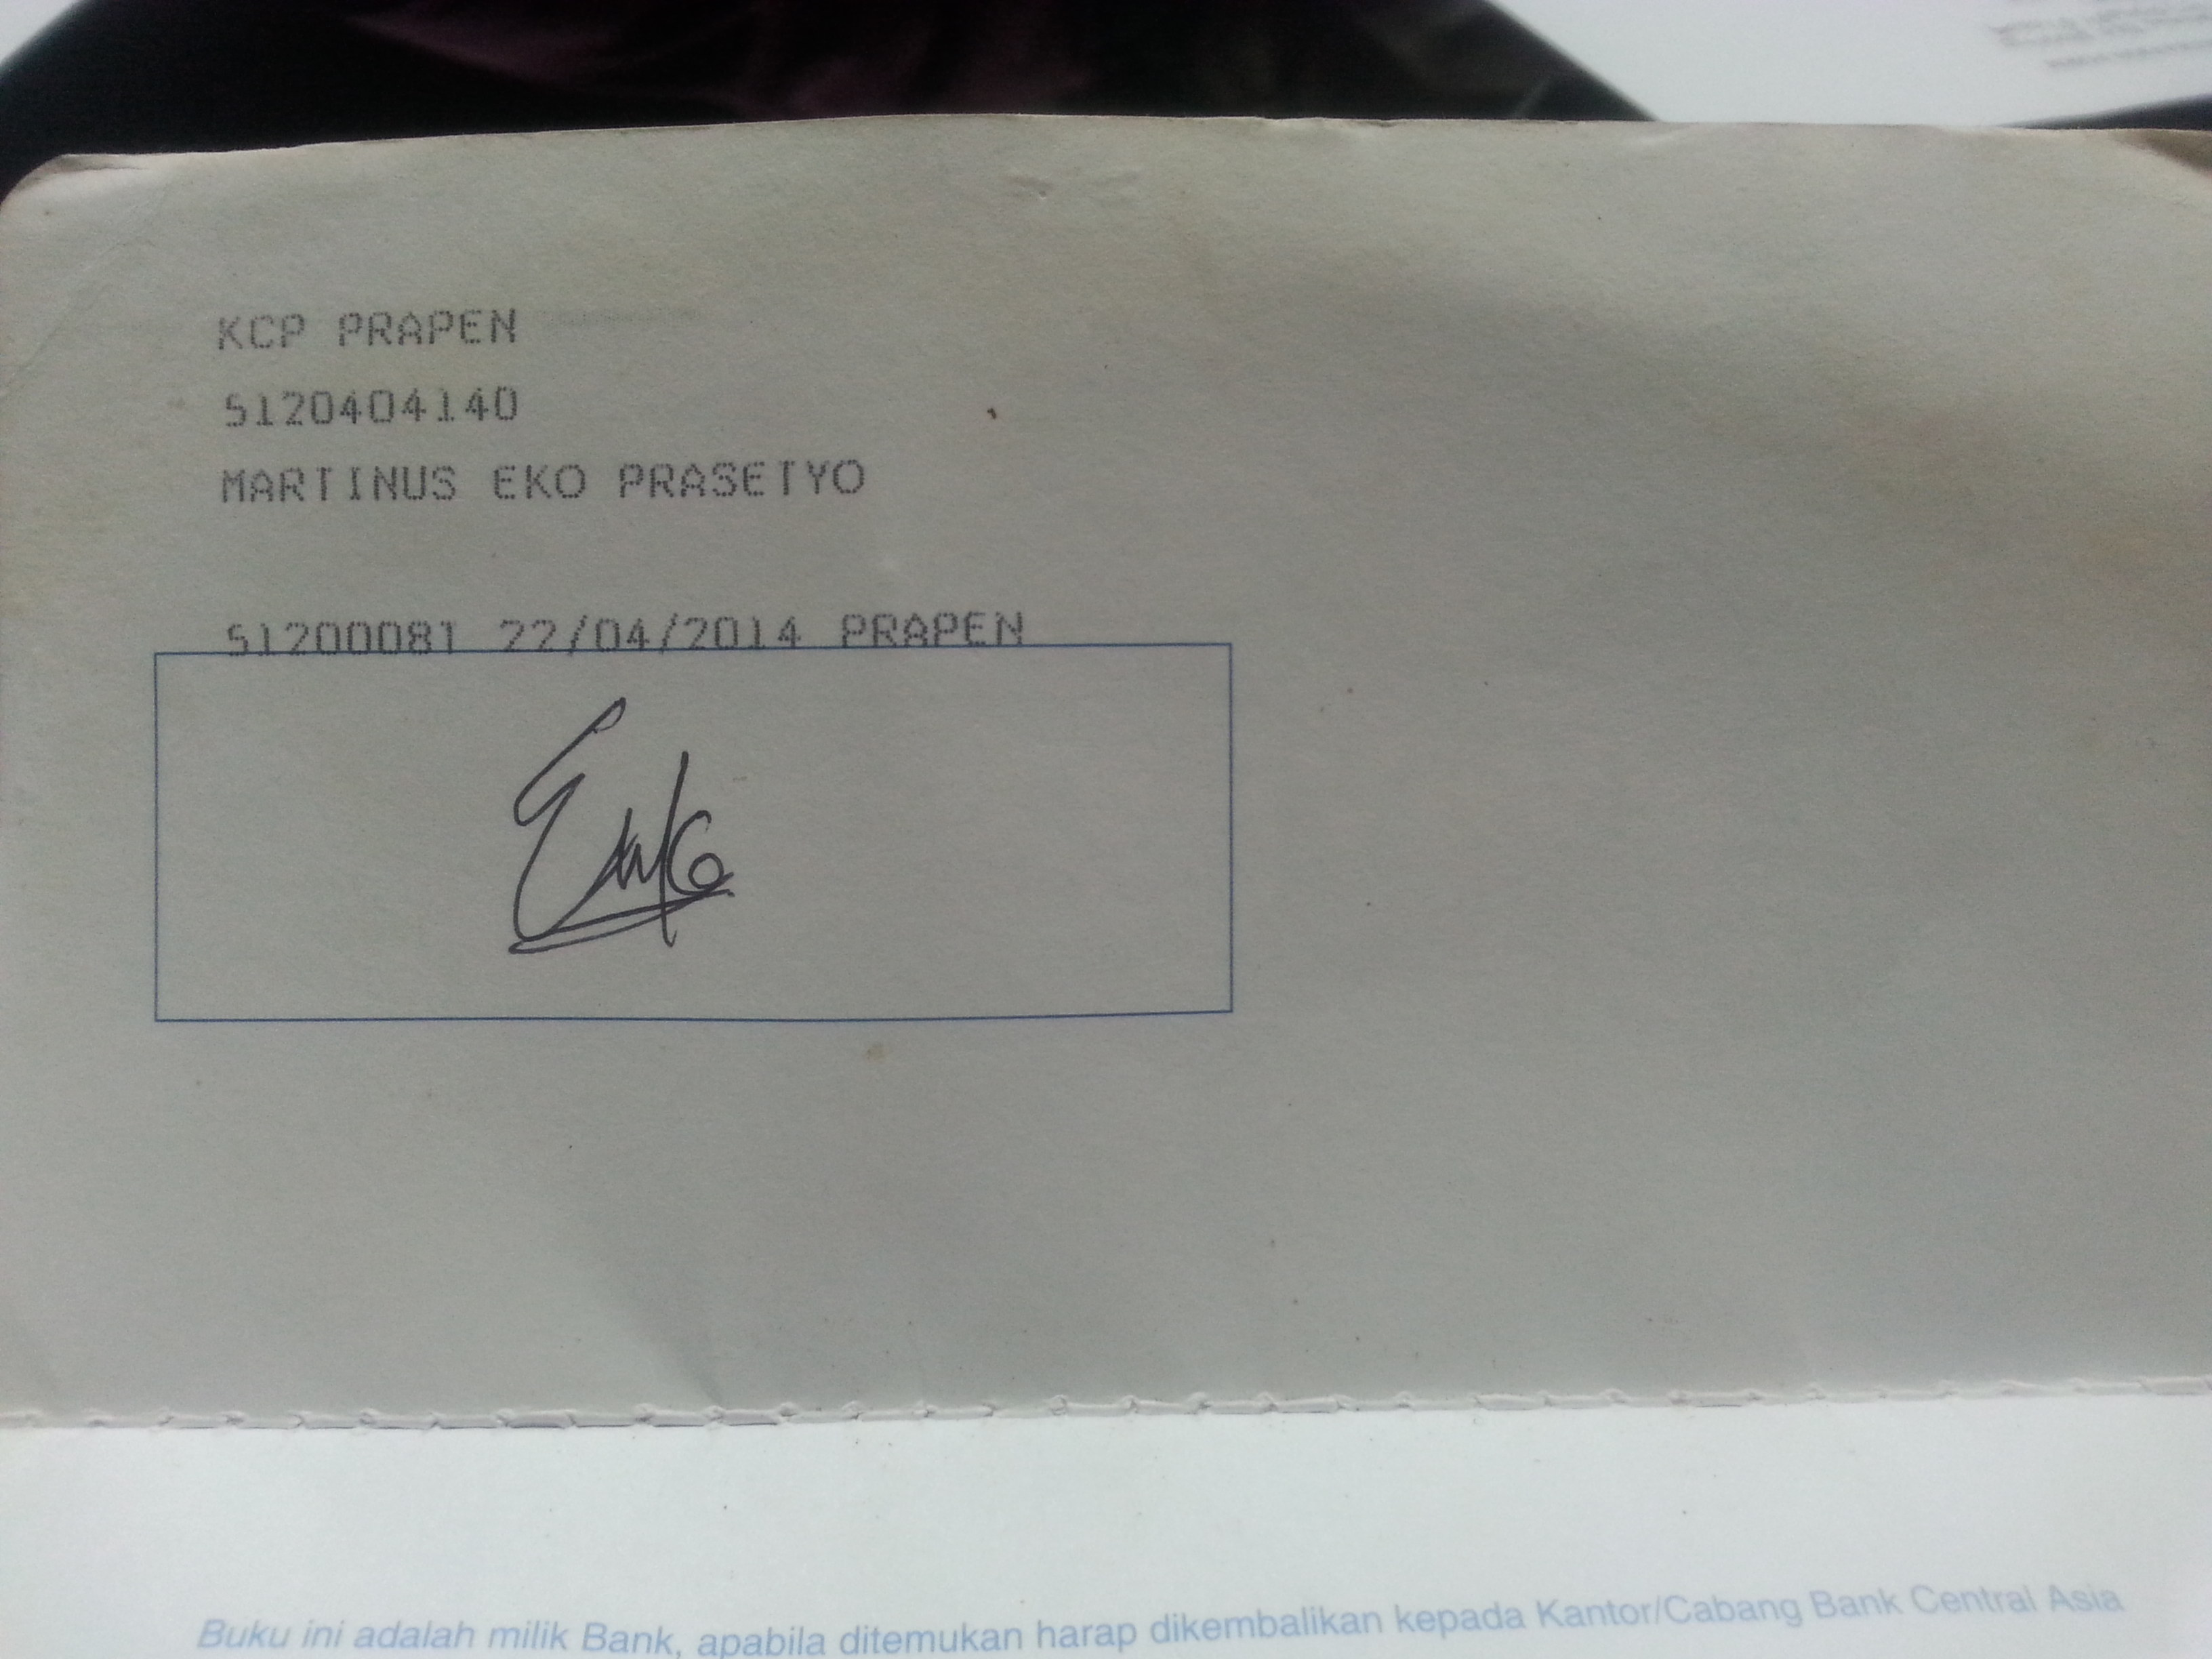 KCP PRAPEN
5120404140
MARTINUS EKO PRASETYO
51200081 22/04/2014 PRAPEN
Eko
Buku ini adalah milik Bank, apabila ditemukan harap dikembalikan kepada Kantor/Cabang Bank Central Asia